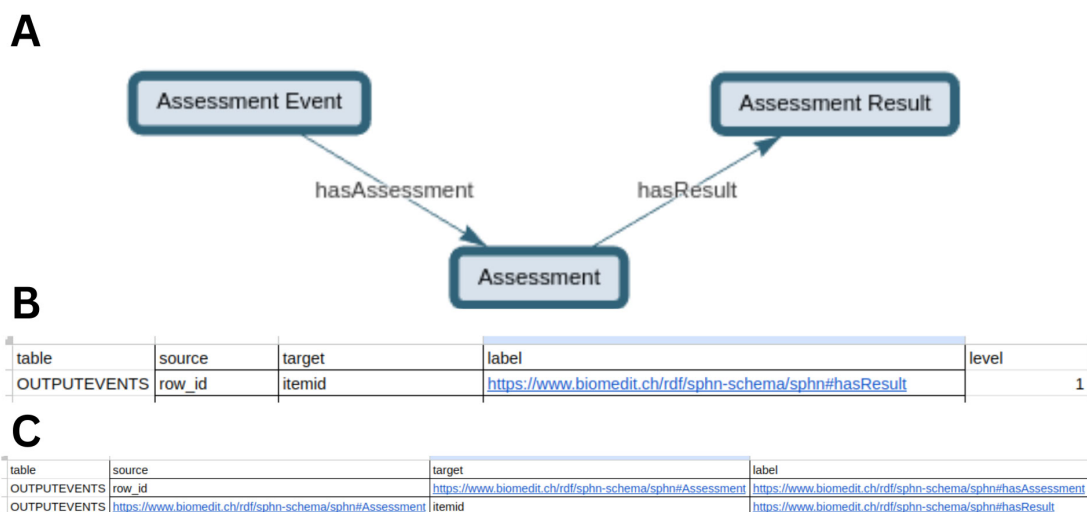 A
Assessment Event
Assessment Result
hasAssessment
hasResult
Assessment
B
table source target label level
OUTPUTEVENTS row_id itemid https://www.biomedit.ch/rdf/sphn-schema/sphn#hasResult 1
C
table source target label
OUTPUTEVENTS row_id https://www.biomedit.ch/rdf/sphn-schema/sphn#Assessment https://www.biomedit.ch/rdf/sphn-schema/sphn#hasAssessment
OUTPUTEVENTS https://www.biomedit.ch/rdf/sphn-schema/sphn#Assessment itemid https://www.biomedit.ch/rdf/sphn-schema/sphn#hasResult